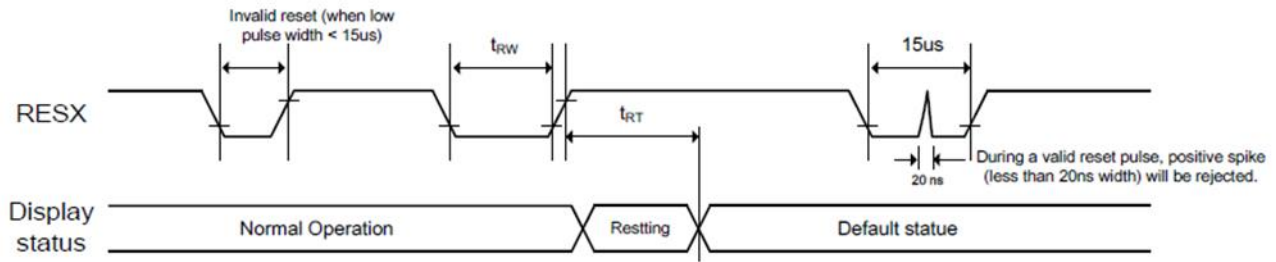 Invalid reset (when low
pulse width < 15us)
tRW
15us
RESX
tRT
20 ns
During a valid reset pulse, positive spike
(less than 20ns width) will be rejected.
Display
status
Normal Operation
Restting
Default statue